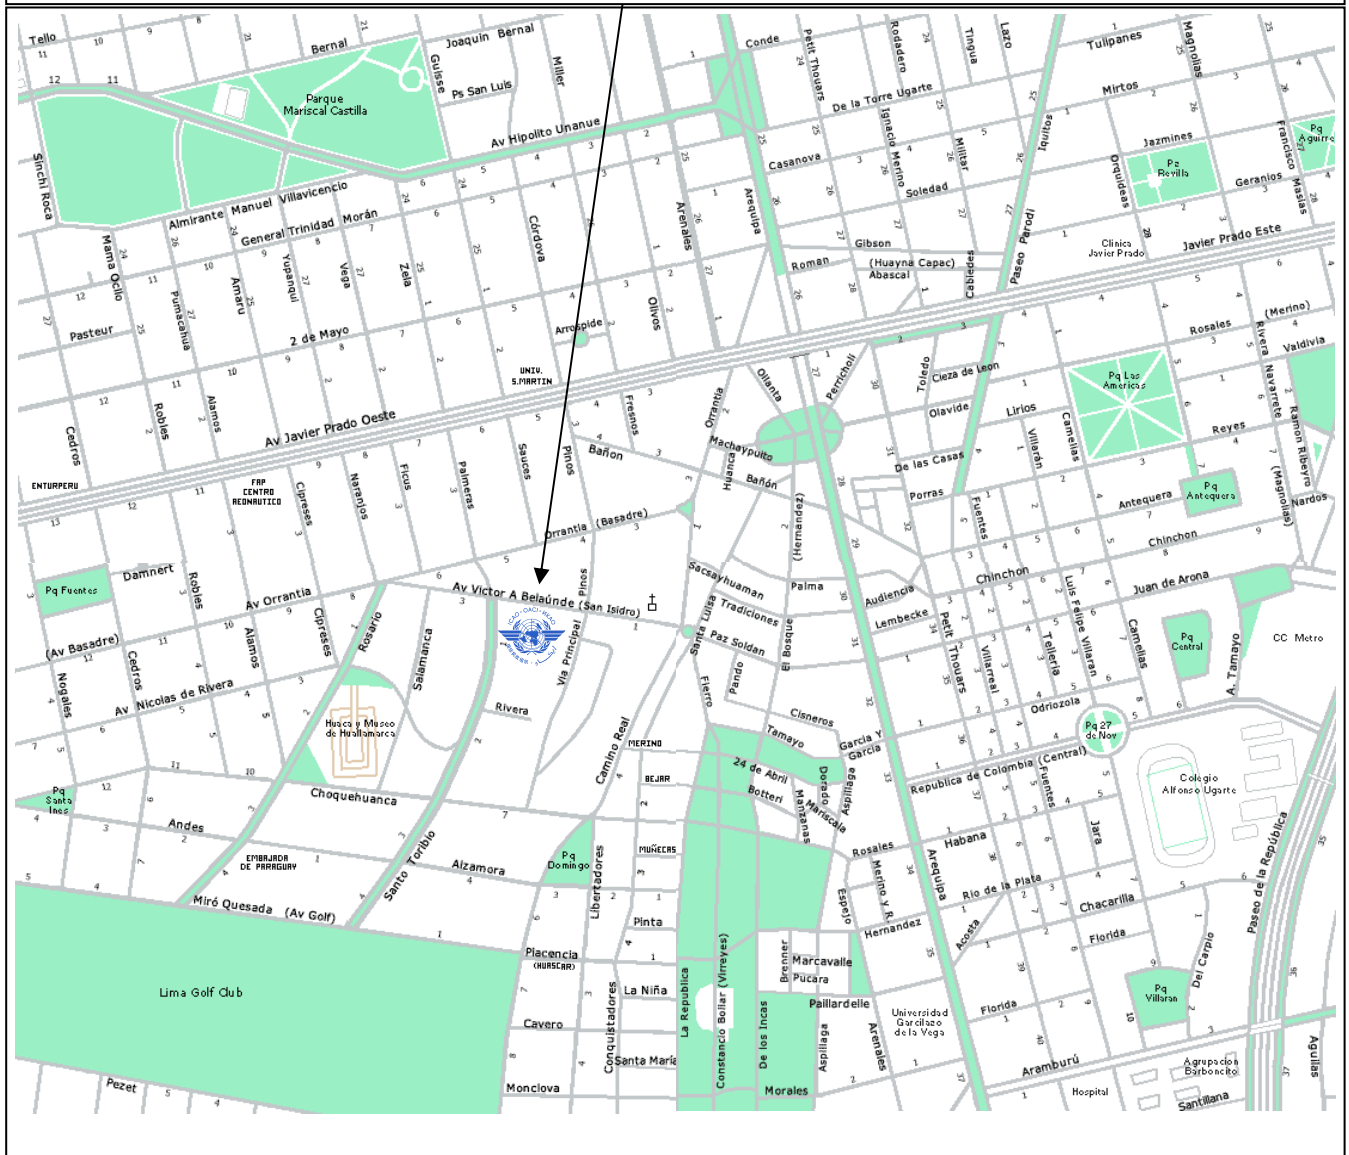 Tello
Bernal
Joaquin Bernal
Guisse
Miller
Ps San Luis
Parque
Mariscal Castilla
Av Hipolito Unanue
Conde
Petit Thouars
Rodadero
Tingua
Lazo
Tulipanes
Magnolias
De la Torre Ugarte
Mirtos
Ignacio Merino
Militar
Iquitos
Casanova
Jazmines
Pq
Aguirre
Francisco Masias
Sinchi Roca
Almirante Manuel Villavicencio
General Trinidad Morán
Córdova
Arenales
Arequipa
Soledad
Orquideas
Pz
Revilla
Geranios
Mama Ocllo
Pumacahua
Amaru
Yupanqui
Vega
Zela
Gibson
Roman
(Huayna Capac)
Abascal
Cabiedes
Paseo Parodi
Clinica
Javier Prado
Javier Prado Este
Pasteur
2 de Mayo
Arrospide
Olivos
UNIV.
S.MARTIN
Rosales
(Merino)
Rivera Navarrete
Valdivia
Cedros
Robles
Alamos
Av Javier Prado Oeste
Fresnos
Orrantia
Ollanta
Perricholi
Toledo
Cieza de Leon
Olavide
Lirios
Pq Las
Americas
Camelias
Villarán
Reyes
Ramon Ribeyro
(Magnolias)
ENTURPERU
FAP
CENTRO
AERONAUTICO
Cipreses
Naranjos
Ficus
Palmeras
Sauces
Pinos
Bañon
Machaypuito
Huanca
Bañón
De las Casas
Porras
Fuentes
Antequera
Pq
Antequera
Nardos
Orrantia (Basadre)
(Hernandez)
Chinchon
Pq Fuentes
Damnert
Robles
Av Orrantia
Av Victor A Belaúnde (San Isidro)
Pinos
Sacsayhuaman
Palma
Audiencia
Chinchon
Juan de Arona
Luis Felipe Villaran
Tradiciones
Lembecke
(Av Basadre)
Cedros
Alamos
Cipreses
Rosario
Salamanca
ICAO · OACI · ИКАО
Via Principal
Santa Luisa
Paz Soldan
El Bosque
Petit Thouars
Villarreal
Telleria
Camelias
Pq
Central
A. Tamayo
CC Metro
Nogales
Av Nicolas de Rivera
Rivera
Fierro
Pando
Cisneros
Odriozola
Huaca y Museo
de Huallamarca
Camino Real
MERINO
Tamayo
Garcia Y
Garcia
Pq 27
de Nov
BEJAR
24 de Abril
Botteri
Dorado
Aspillaga
Republica de Colombia (Central)
Fuentes
Colegio
Alfonso Ugarte
Pq
Santa
Ines
Choquehuanca
Manzanas
Mariscala
Andes
Habana
Jara
EMBAJADA
DE PARAGUAY
Santo Toribio
Alzamora
Pq
Domingo
Libertadores
MUÑECAS
Rosales
Merino y R.
Espejo
Arequipa
Rio de la Plata
Paseo de la República
Miró Quesada (Av Golf)
Pinta
Hernandez
Acosta
Chacarilla
Florida
Del Carpio
Placencia
(HUASCAR)
Brenner
Marcavalle
Pucara
Lima Golf Club
La Niña
La Republica
Constancio Bollar (Virreyes)
De los Incas
Paillardelle
Universidad
Garcilazo
de la Vega
Florida
Pq
Villaran
Cavero
Conquistadores
Santa María
Aspillaga
Arenales
Aramburú
Agrupacion
Barboncito
Aguilas
Pezet
Monclova
Morales
Hospital
Santillana